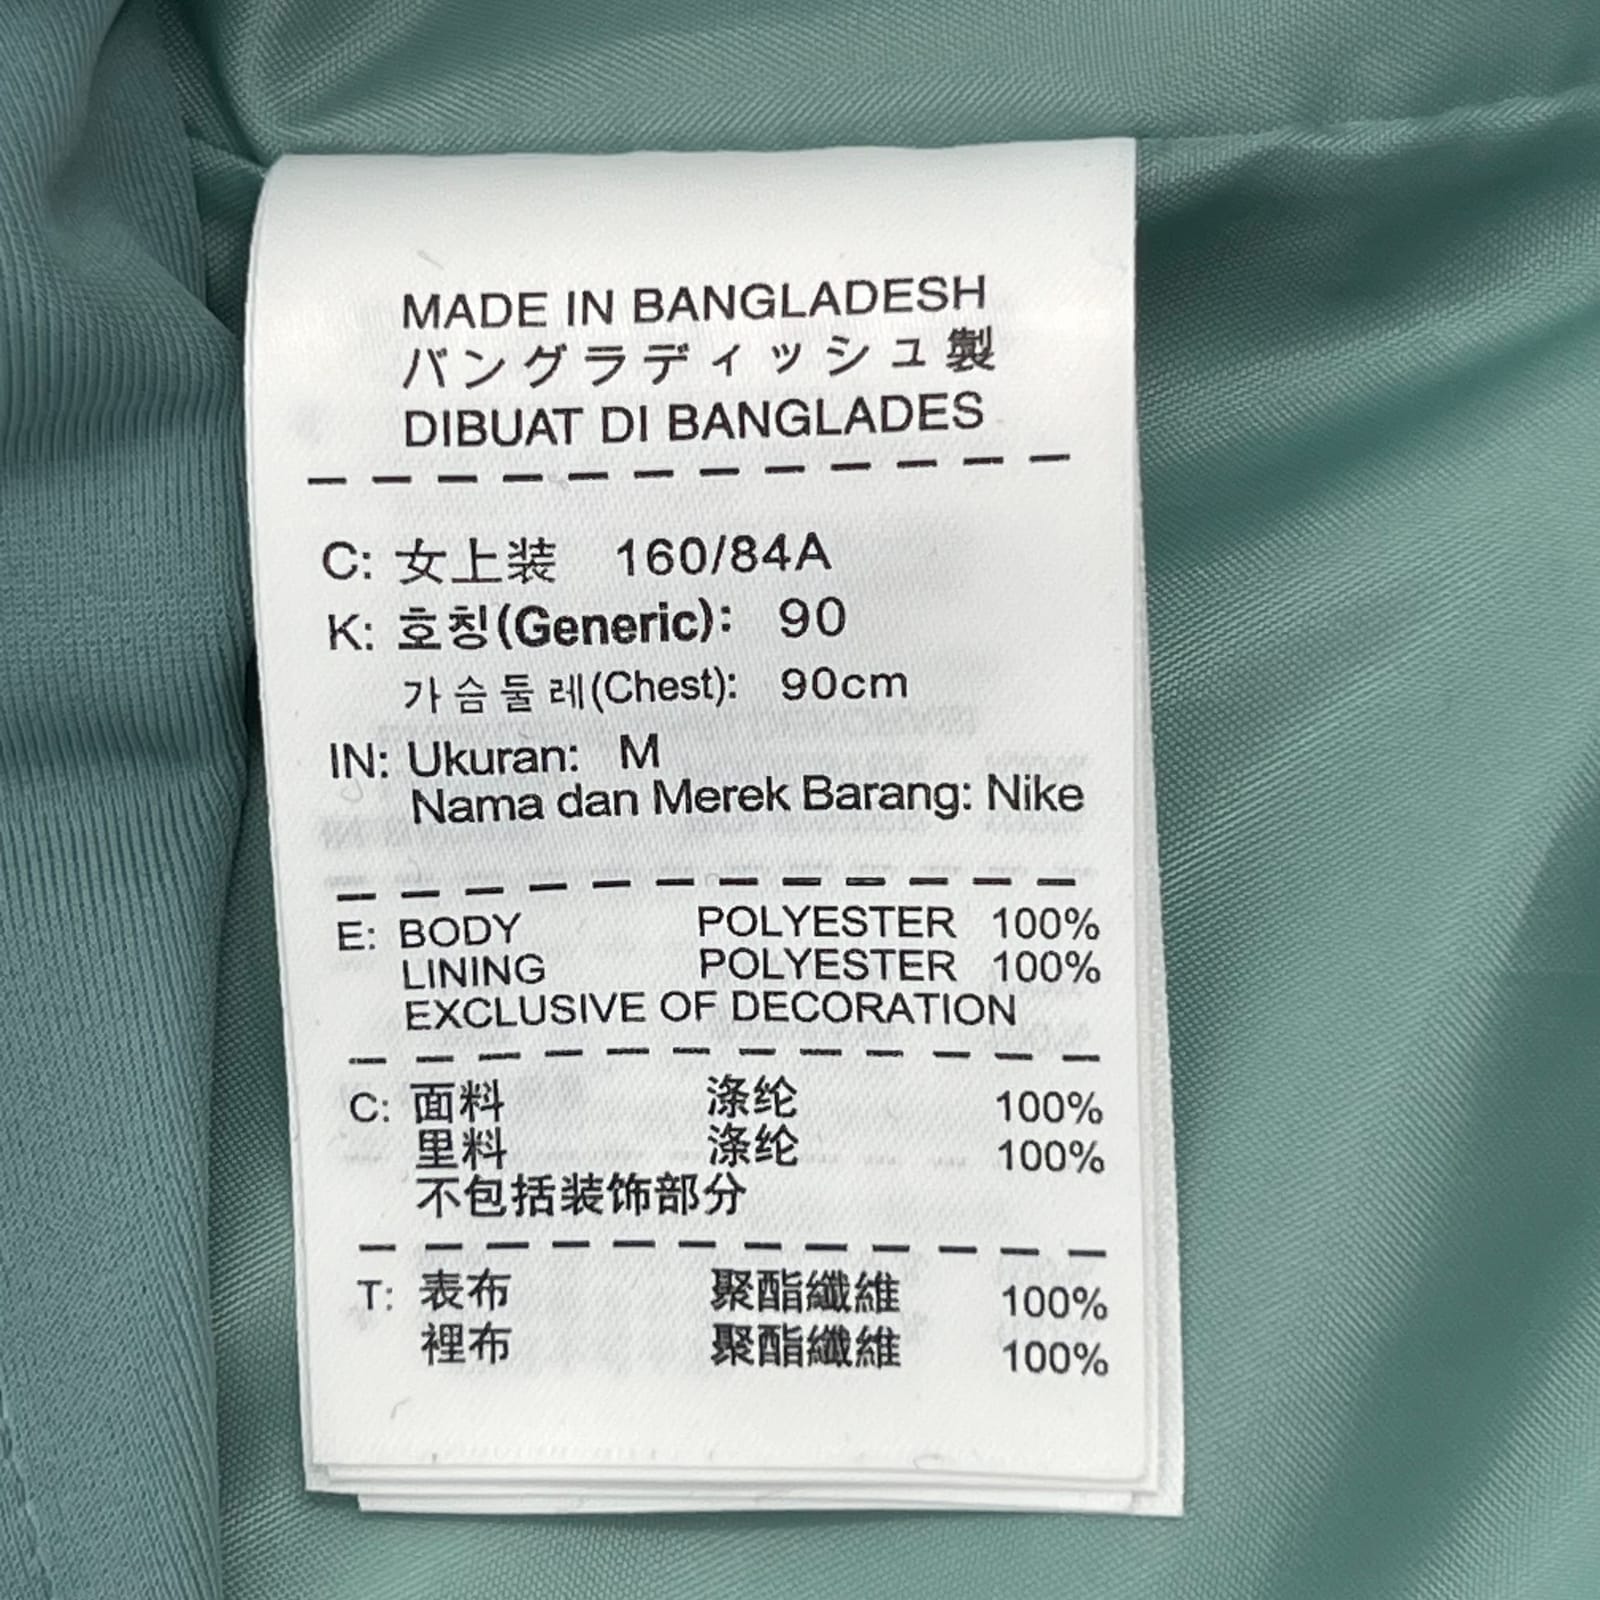 MADE IN BANGLADESH
バングラディッシュ製
DIBUAT DI BANGLADES
C: 女上装 160/84A
K: 호칭(Generic): 90
가슴둘레(Chest): 90cm
IN: Ukuran: M
Nama dan Merek Barang: Nike
E: BODY POLYESTER 100%
LINING POLYESTER 100%
EXCLUSIVE OF DECORATION
C: 面料 涤纶 100%
里料 涤纶 100%
不包括装饰部分
T: 表布 聚酯纖維 100%
裡布 聚酯纖維 100%